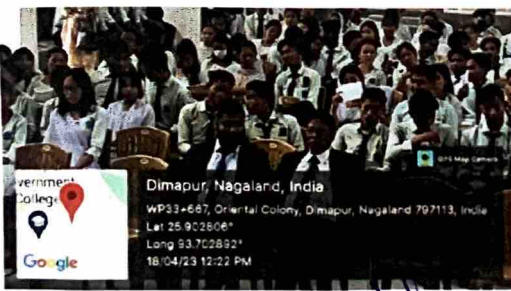 GPS Map Camera
vernment
College
Google
Dimapur, Nagaland, India
WP33+667, Oriental Colony, Dimapur, Nagaland 797113, India
Lat 25.902806°
Long 93.702892°
18/04/23 12:22 PM